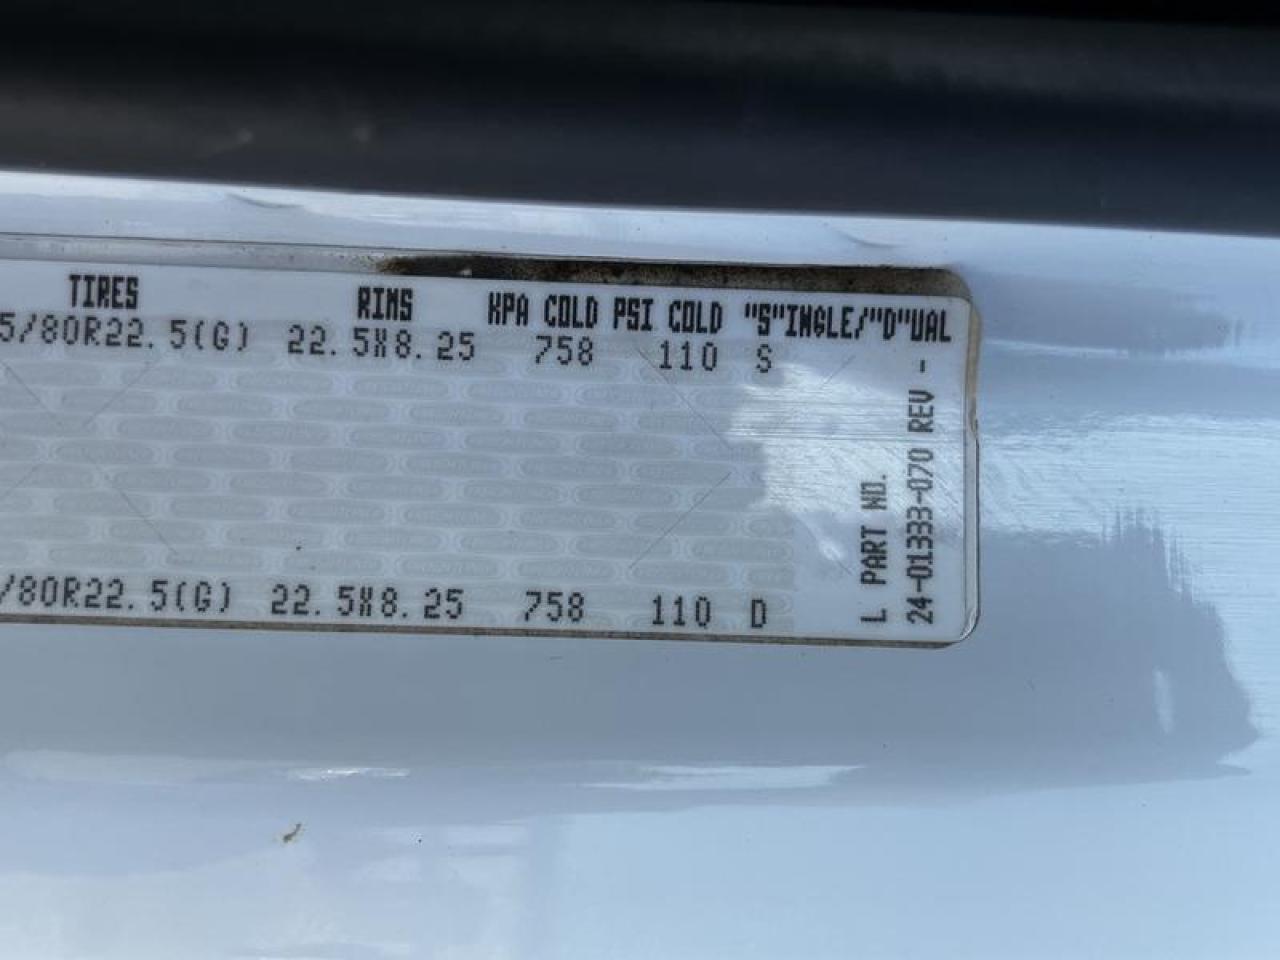 TIRES RIMS KPA COLD PSI COLD "S"INGLE/"D"UAL
5/80R22.5(G) 22.5X8.25 758 110 S
/80R22.5(G) 22.5X8.25 758 110 D
L PART NO.
24-01333-070 REV -